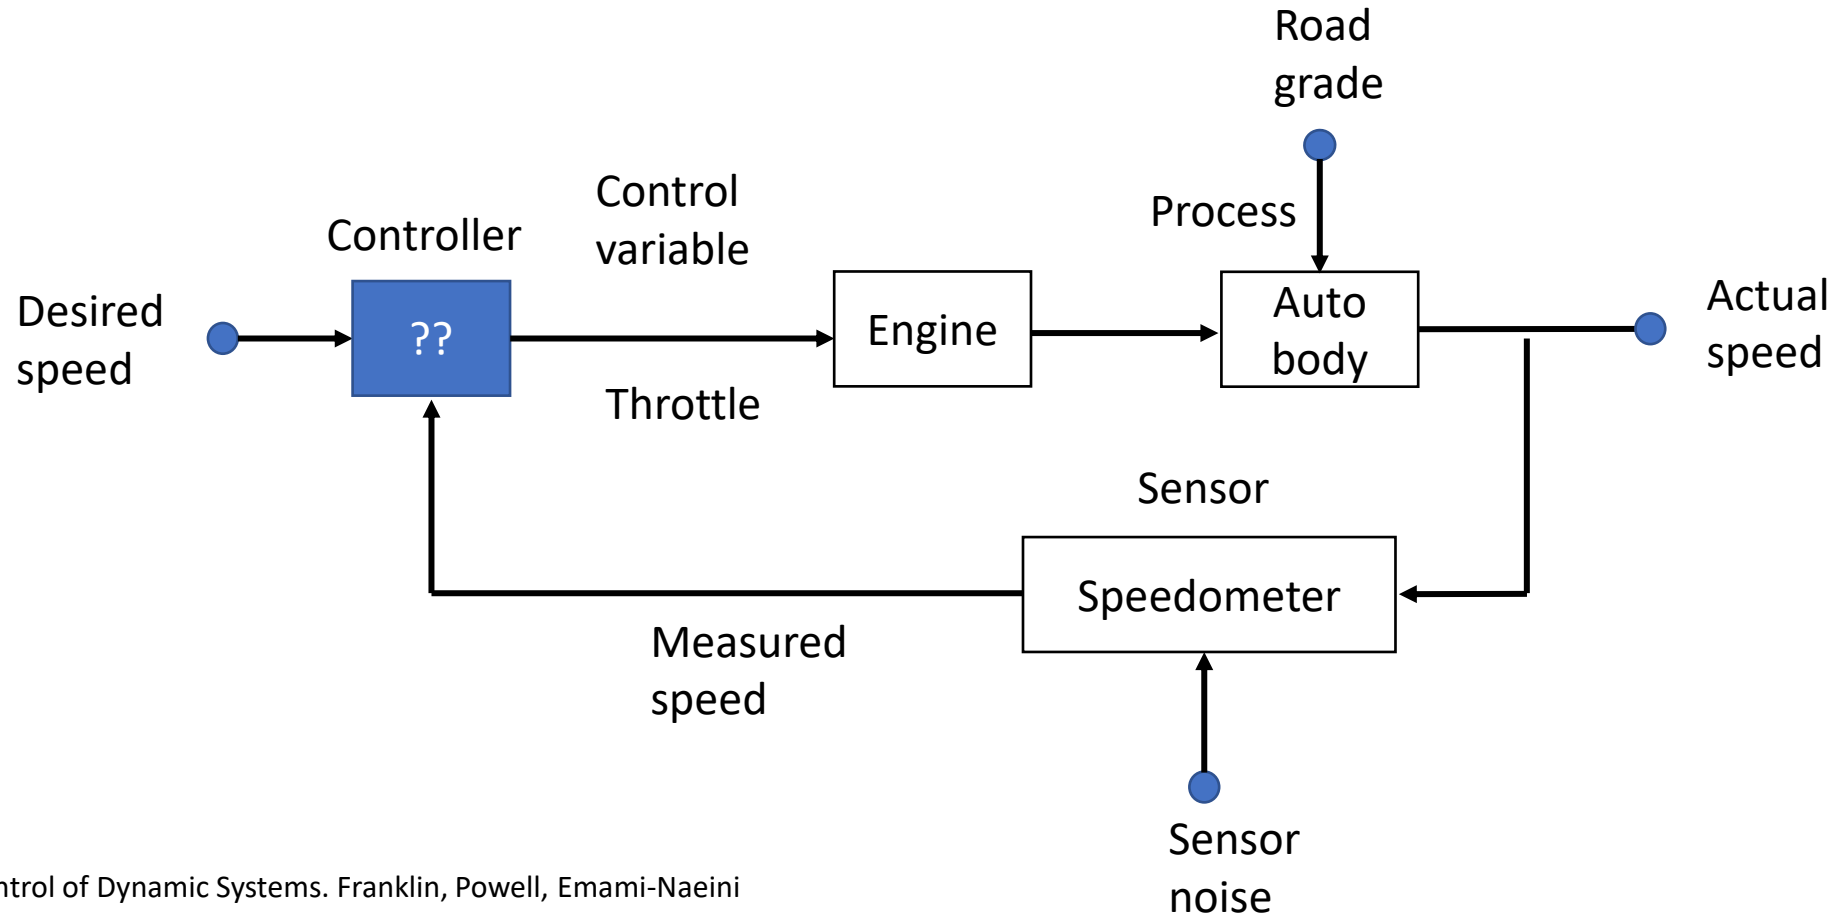 Road
grade
Control
variable
Process
Controller
Desired
speed
??
Engine
Auto
body
Actual
speed
Throttle
Sensor
Speedometer
Measured
speed
Sensor
noise
ntrol of Dynamic Systems. Franklin, Powell, Emami-Naeini